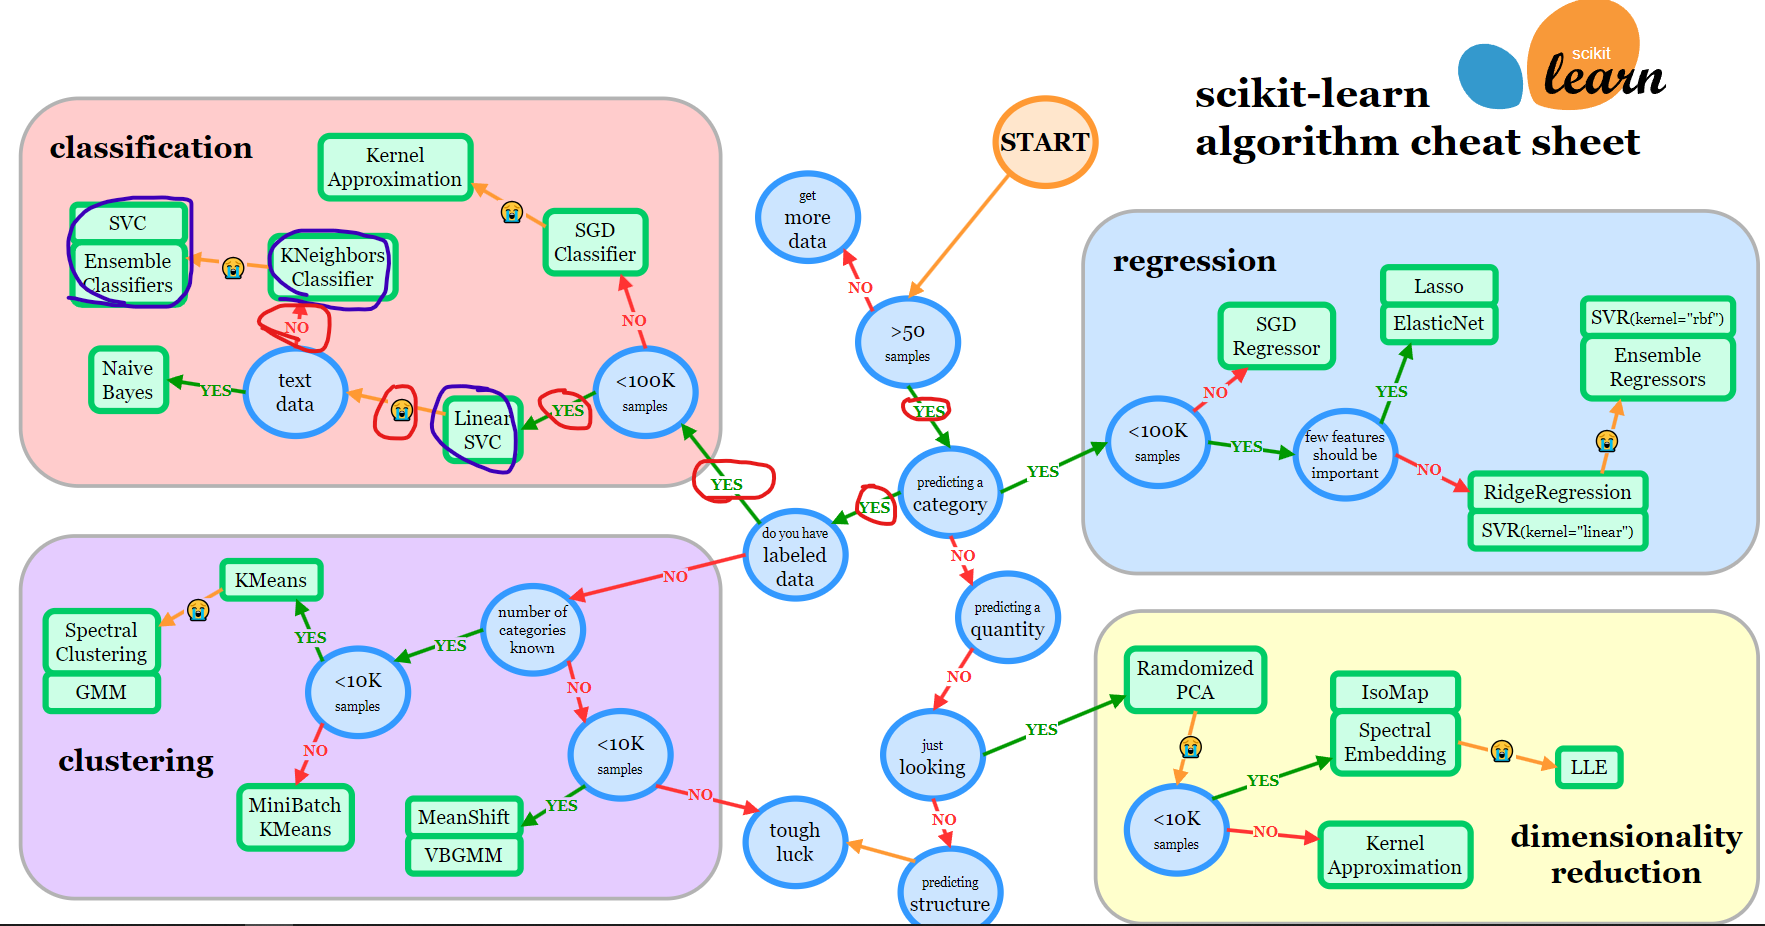 scikit
learn
scikit-learn
algorithm cheat sheet
START
get
more
data
NO
>50
samples
YES
predicting a
category
YES
YES
NO
do you have
labeled
data
YES
NO
predicting a
quantity
NO
just
looking
YES
NO
predicting
structure
tough
luck
classification
Kernel
Approximation
SGD
Classifier
NO
<100K
samples
YES
Linear
SVC
text
data
YES
Naive
Bayes
NO
KNeighbors
Classifier
SVC
Ensemble
Classifiers
regression
<100K
samples
NO
SGD
Regressor
YES
few features
should be
important
YES
Lasso
ElasticNet
NO
RidgeRegression
SVR(kernel="linear")
SVR(kernel="rbf")
Ensemble
Regressors
clustering
number of
categories
known
YES
<10K
samples
YES
KMeans
Spectral
Clustering
GMM
NO
MiniBatch
KMeans
NO
<10K
samples
YES
MeanShift
VBGMM
NO
dimensionality
reduction
Ramdomized
PCA
<10K
samples
YES
IsoMap
Spectral
Embedding
LLE
NO
Kernel
Approximation